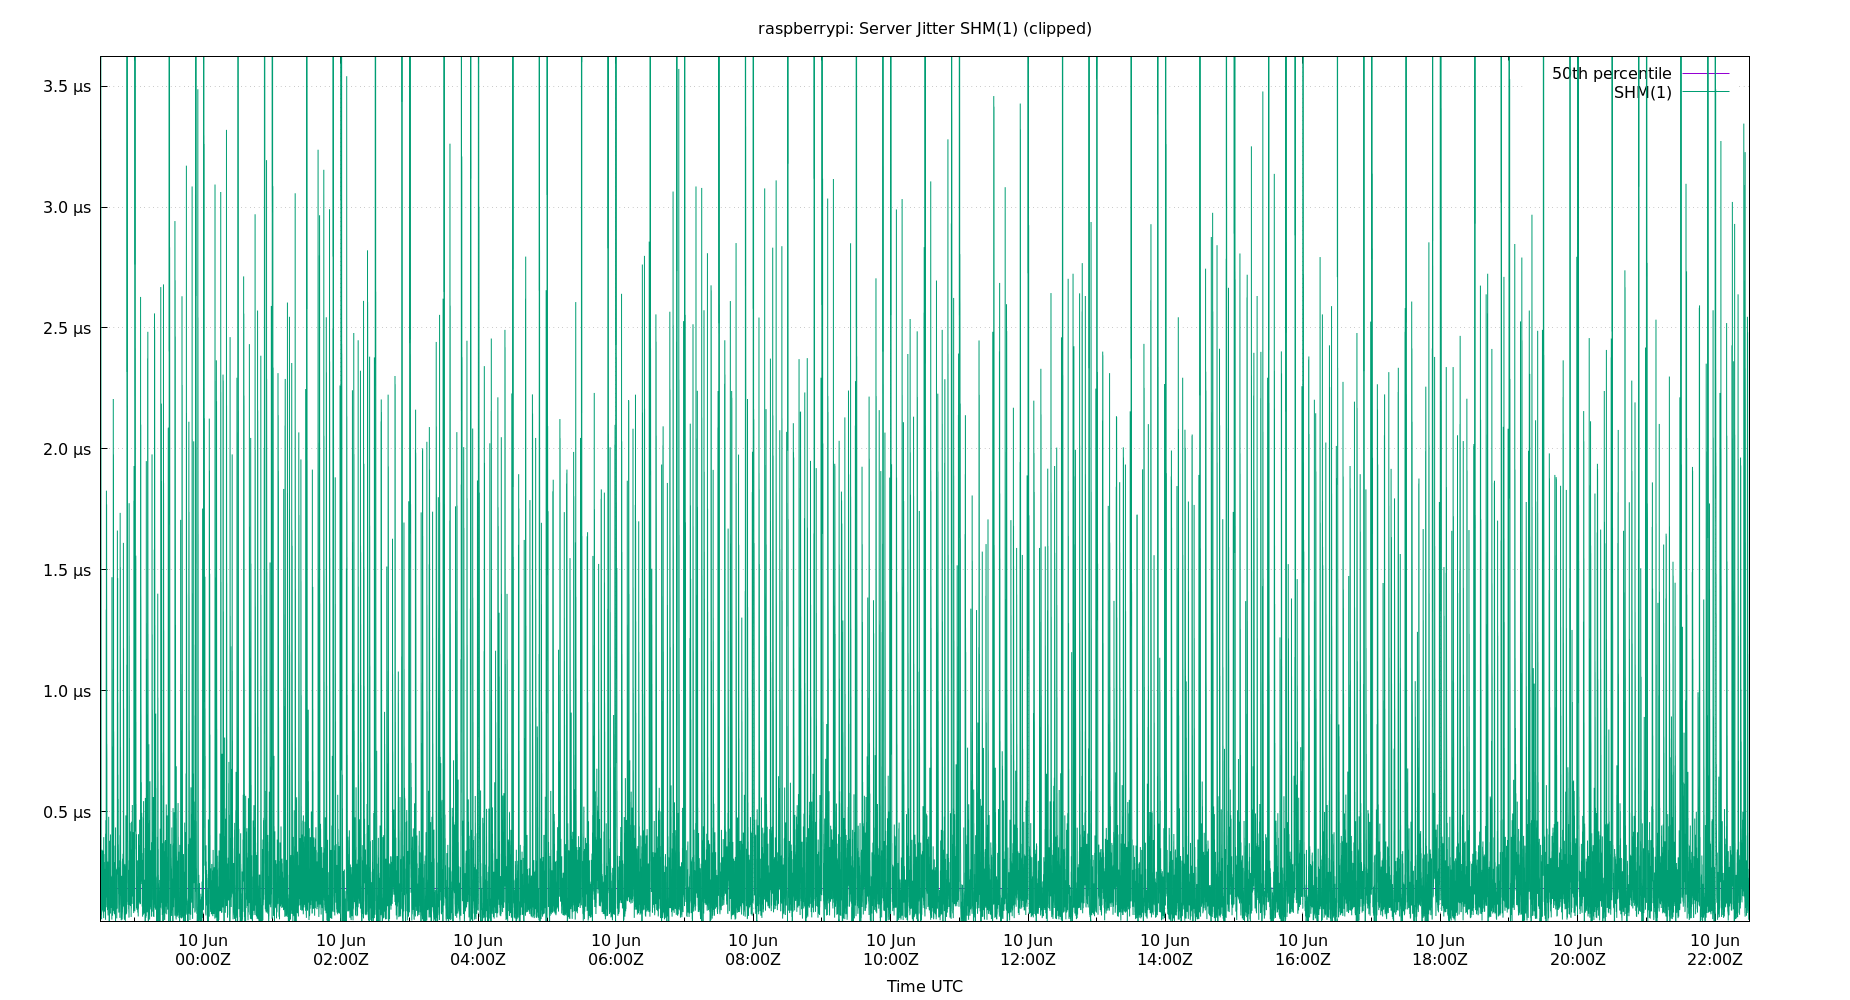 raspberrypi: Server Jitter SHM(1) (clipped)
50th percentile
SHM(1)
3.5 μs
3.0 μs
2.5 μs
2.0 μs
1.5 μs
1.0 μs
0.5 μs
10 Jun 10 Jun 10 Jun 10 Jun 10 Jun 10 Jun 10 Jun 10 Jun 10 Jun 10 Jun 10 Jun 10 Jun
00:00Z 02:00Z 04:00Z 06:00Z 08:00Z 10:00Z 12:00Z 14:00Z 16:00Z 18:00Z 20:00Z 22:00Z
Time UTC